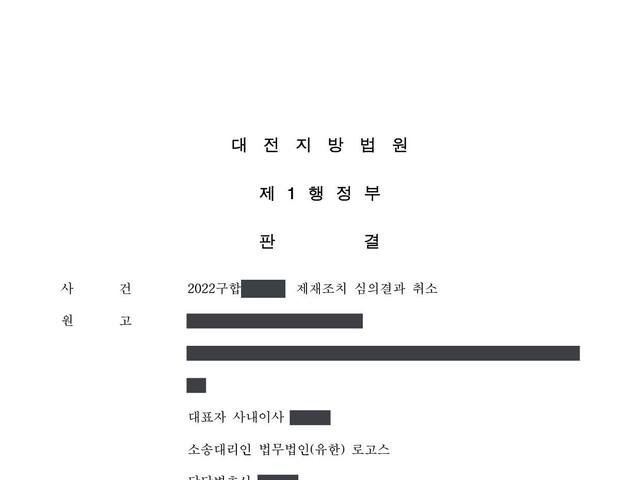 대 전 지 방 법 원
제 1 행 정 부
판 결
사 건 2022구합 제재조치 심의결과 취소
원 고
대표자 사내이사
소송대리인 법무법인(유한) 로고스